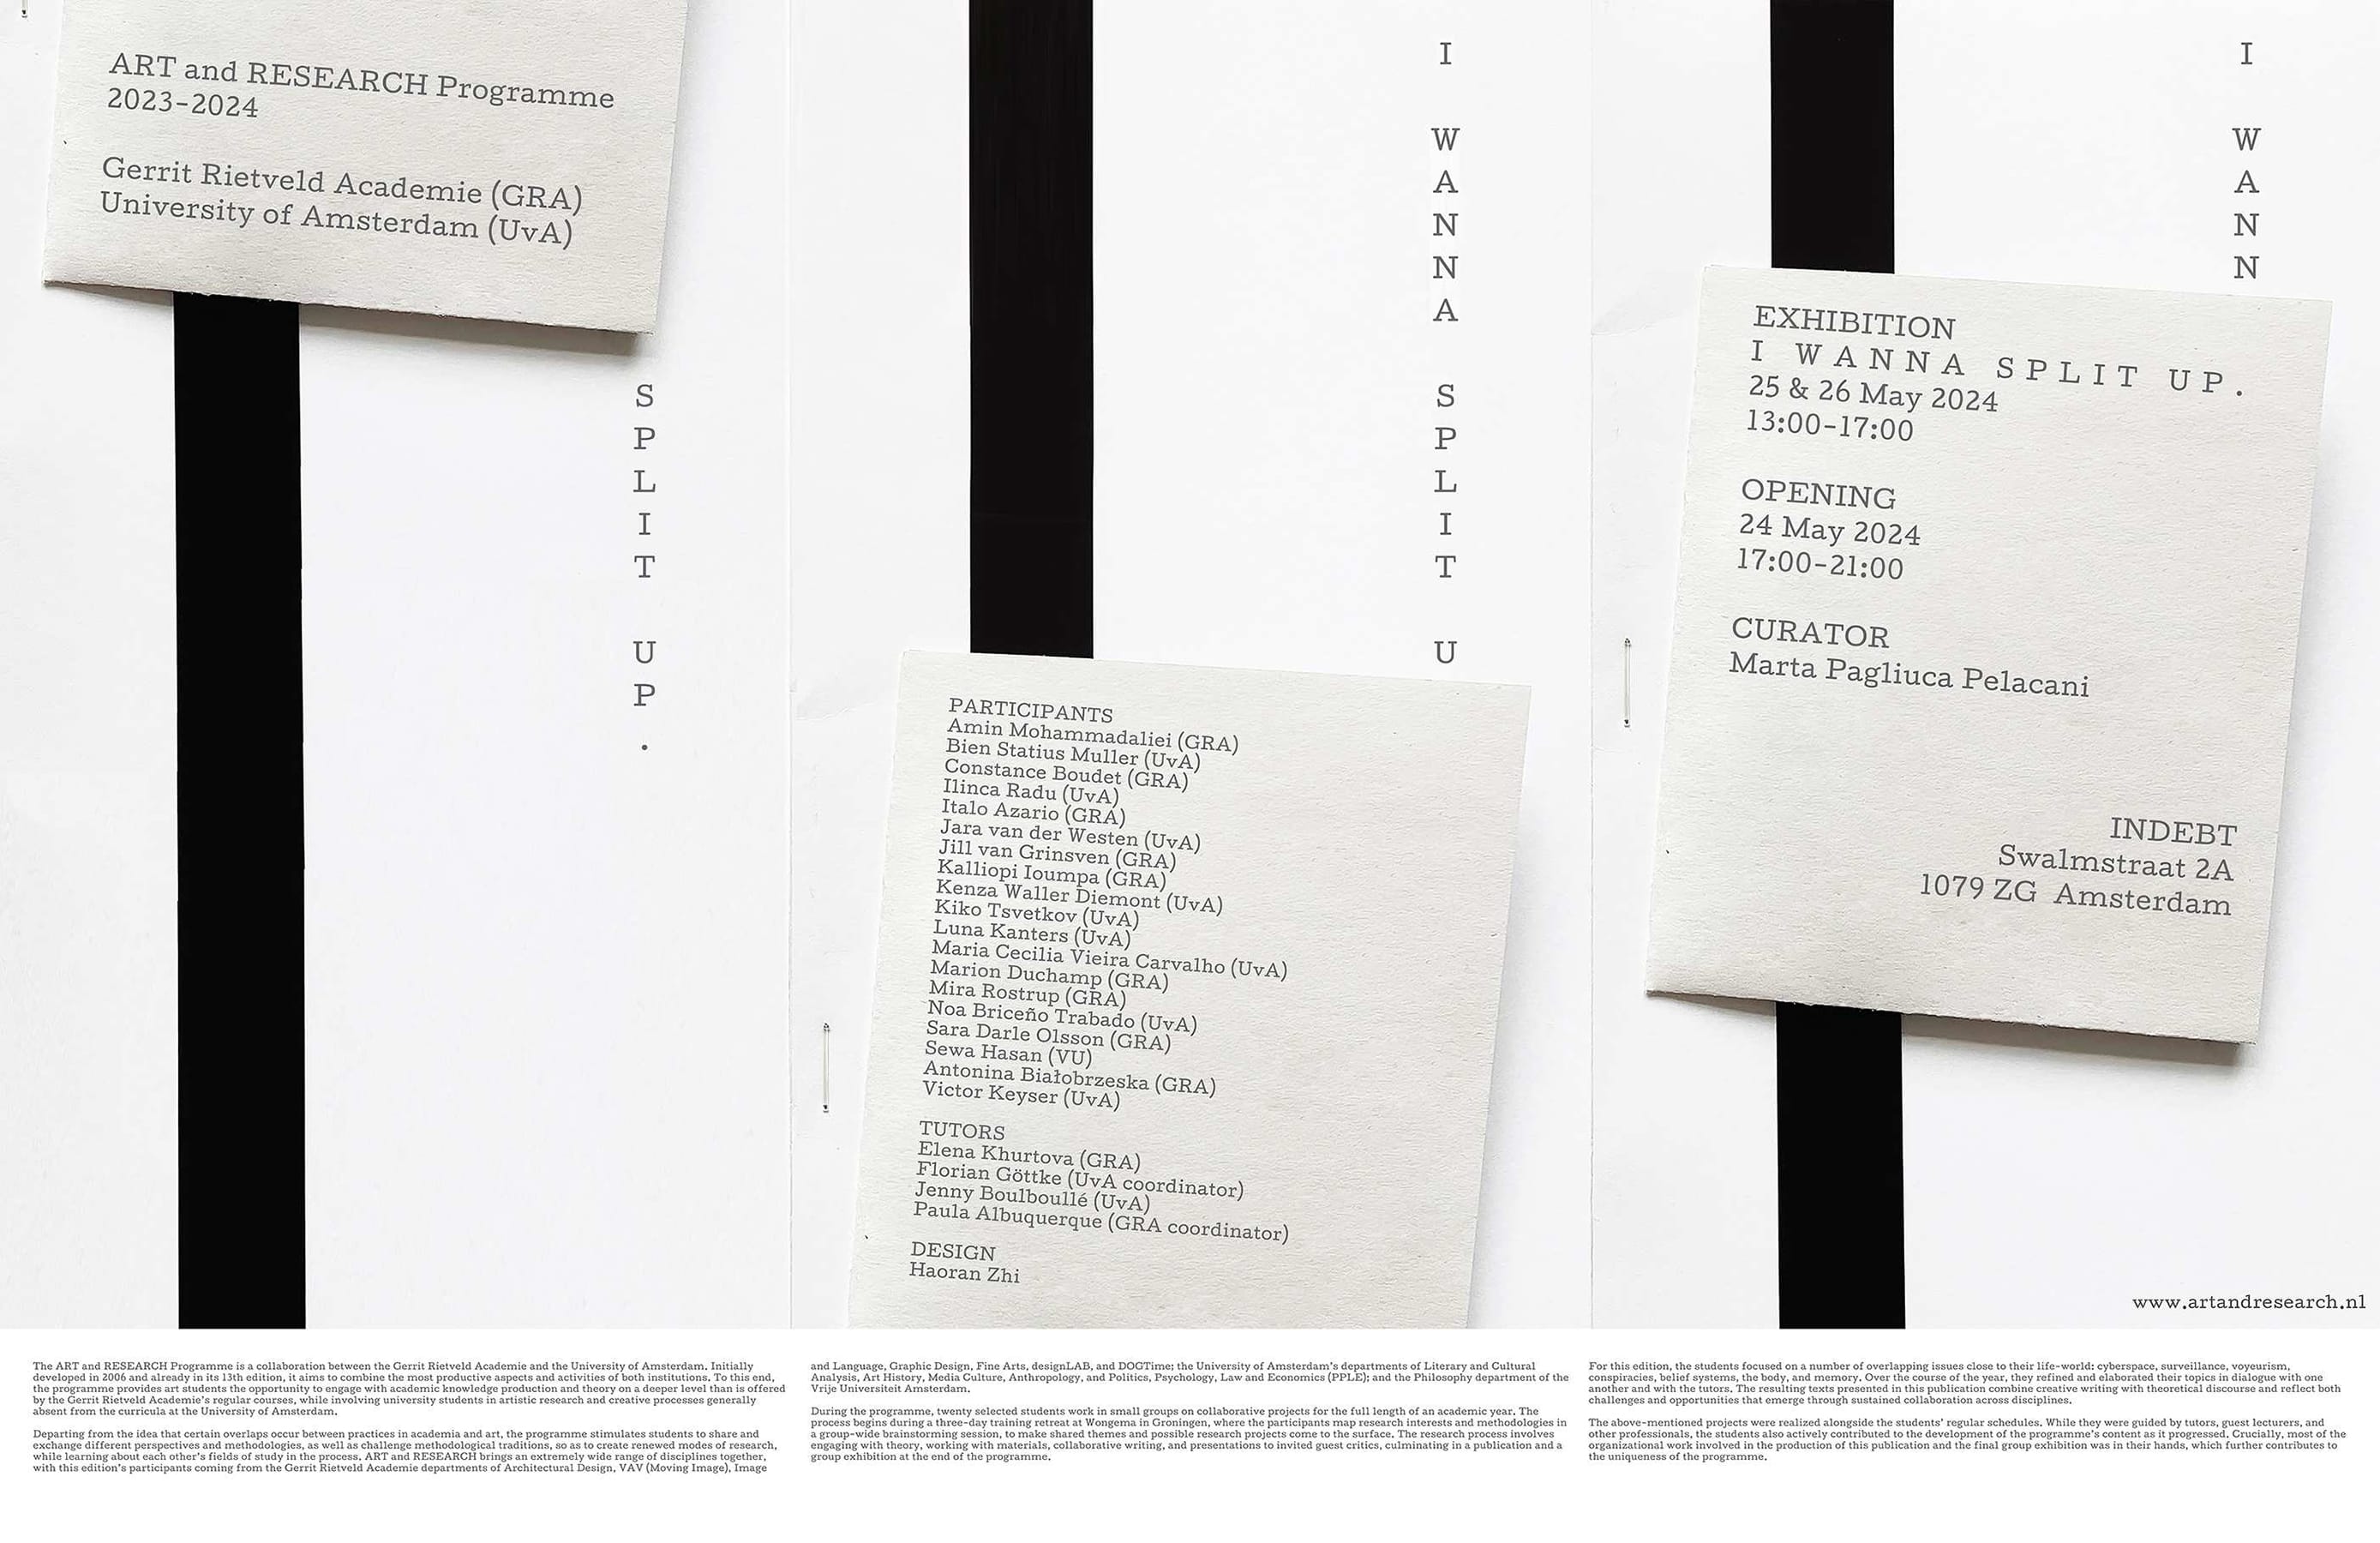 ART and RESEARCH Programme
2023-2024
Gerrit Rietveld Academie (GRA)
University of Amsterdam (UvA)
S
P
L
I
T
U
P
.
I
W
A
N
N
A
S
P
L
I
T
U
PARTICIPANTS
Amin Mohammadaliei (GRA)
Bien Statius Muller (UvA)
Constance Boudet (GRA)
Ilinca Radu (UvA)
Italo Azario (GRA)
Jara van der Westen (UvA)
Jill van Grinsven (GRA)
Kalliopi Ioumpa (GRA)
Kenza Waller Diemont (UvA)
Kiko Tsvetkov (UvA)
Luna Kanters (UvA)
Maria Cecilia Vieira Carvalho (UvA)
Marion Duchamp (GRA)
Mira Rostrup (GRA)
Noa Briceño Trabado (UvA)
Sara Darle Olsson (GRA)
Sewa Hasan (VU)
Antonina Białobrzeska (GRA)
Victor Keyser (UvA)
TUTORS
Elena Khurtova (GRA)
Florian Göttke (UvA coordinator)
Jenny Boulboullé (UvA)
Paula Albuquerque (GRA coordinator)
DESIGN
Haoran Zhi
I
W
A
N
N
EXHIBITION
I WANNA SPLIT UP.
25 & 26 May 2024
13:00-17:00
OPENING
24 May 2024
17:00-21:00
CURATOR
Marta Pagliuca Pelacani
INDEBT
Swalmstraat 2A
1079 ZG Amsterdam
www.artandresearch.nl
The ART and RESEARCH Programme is a collaboration between the Gerrit Rietveld Academie and the University of Amsterdam. Initially
developed in 2006 and already in its 13th edition, it aims to combine the most productive aspects and activities of both institutions. To this end,
the programme provides art students the opportunity to engage with academic knowledge production and theory on a deeper level than is offered
by the Gerrit Rietveld Academie's regular courses, while involving university students in artistic research and creative processes generally
absent from the curricula at the University of Amsterdam.
Departing from the idea that certain overlaps occur between practices in academia and art, the programme stimulates students to share and
exchange different perspectives and methodologies, as well as challenge methodological traditions, so as to create renewed modes of research,
while learning about each other's fields of study in the process. ART and RESEARCH brings an extremely wide range of disciplines together,
with this edition's participants coming from the Gerrit Rietveld Academie departments of Architectural Design, VAV (Moving Image), Image
and Language, Graphic Design, Fine Arts, designLAB, and DOGTime; the University of Amsterdam's departments of Literary and Cultural
Analysis, Art History, Media Culture, Anthropology, and Politics, Psychology, Law and Economics (PPLE); and the Philosophy department of the
Vrije Universiteit Amsterdam.
During the programme, twenty selected students work in small groups on collaborative projects for the full length of an academic year. The
process begins during a three-day training retreat at Wongema in Groningen, where the participants map research interests and methodologies in
a group-wide brainstorming session, to make shared themes and possible research projects come to the surface. The research process involves
engaging with theory, working with materials, collaborative writing, and presentations to invited guest critics, culminating in a publication and a
group exhibition at the end of the programme.
For this edition, the students focused on a number of overlapping issues close to their life-world: cyberspace, surveillance, voyeurism,
conspiracies, belief systems, the body, and memory. Over the course of the year, they refined and elaborated their topics in dialogue with one
another and with the tutors. The resulting texts presented in this publication combine creative writing with theoretical discourse and reflect both
challenges and opportunities that emerge through sustained collaboration across disciplines.
The above-mentioned projects were realized alongside the students' regular schedules. While they were guided by tutors, guest lecturers, and
other professionals, the students also actively contributed to the development of the programme's content as it progressed. Crucially, most of the
organizational work involved in the production of this publication and the final group exhibition was in their hands, which further contributes to
the uniqueness of the programme.